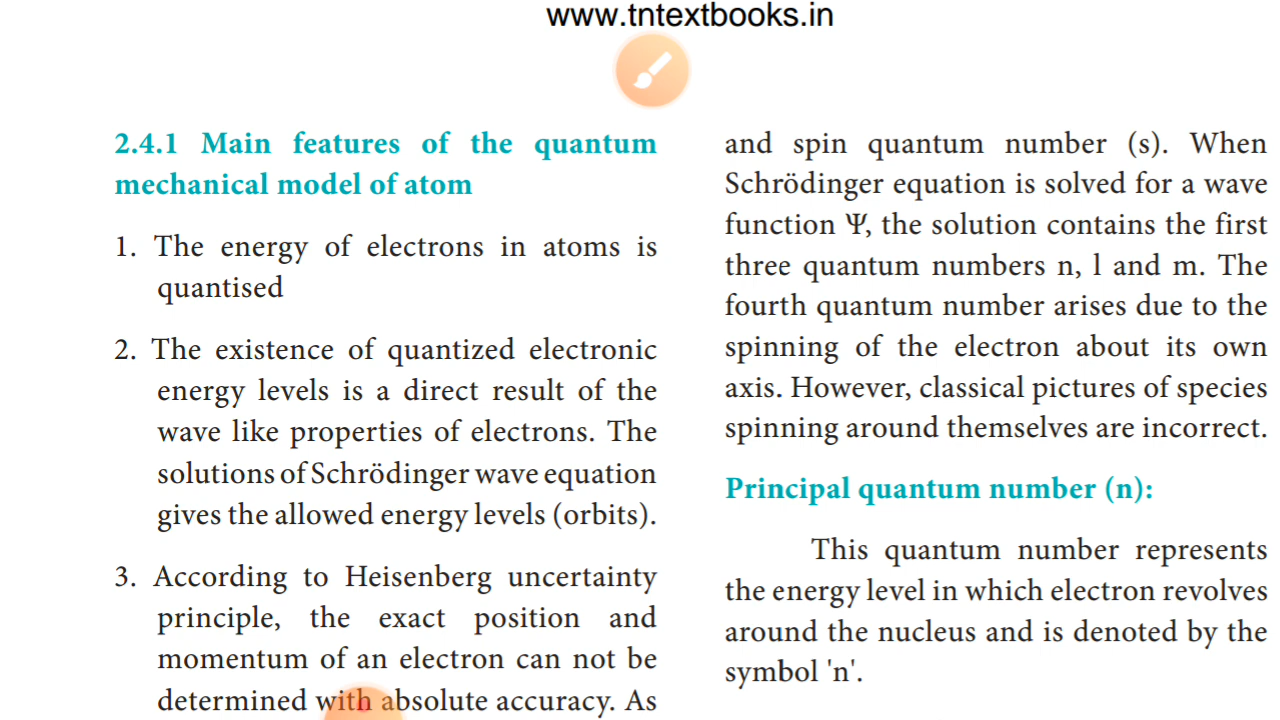 www.tntextbooks.in
2.4.1 Main features of the quantum
mechanical model of atom
1. The energy of electrons in atoms is
quantised
2. The existence of quantized electronic
energy levels is a direct result of the
wave like properties of electrons. The
solutions of Schrödinger wave equation
gives the allowed energy levels (orbits).
3. According to Heisenberg uncertainty
principle, the exact position and
momentum of an electron can not be
determined with absolute accuracy. As
and spin quantum number (s). When
Schrödinger equation is solved for a wave
function Ψ, the solution contains the first
three quantum numbers n, l and m. The
fourth quantum number arises due to the
spinning of the electron about its own
axis. However, classical pictures of species
spinning around themselves are incorrect.
Principal quantum number (n):
This quantum number represents
the energy level in which electron revolves
around the nucleus and is denoted by the
symbol 'n'.